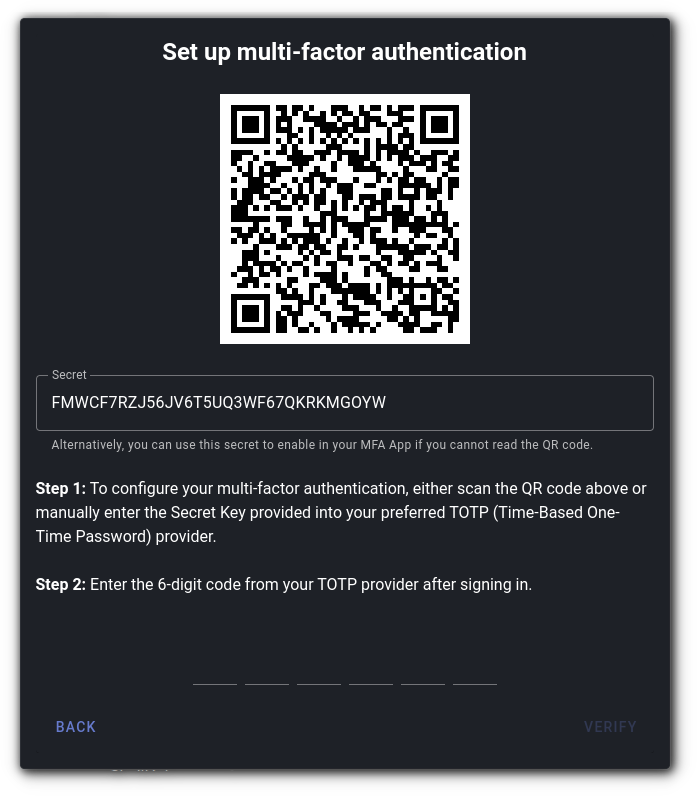 Set up multi-factor authentication
Secret
FMWCF7RZJ56JV6T5UQ3WF67QKRKMGOYW
Alternatively, you can use this secret to enable in your MFA App if you cannot read the QR code.
Step 1: To configure your multi-factor authentication, either scan the QR code above or
manually enter the Secret Key provided into your preferred TOTP (Time-Based One-
Time Password) provider.
Step 2: Enter the 6-digit code from your TOTP provider after signing in.
BACK
VERIFY